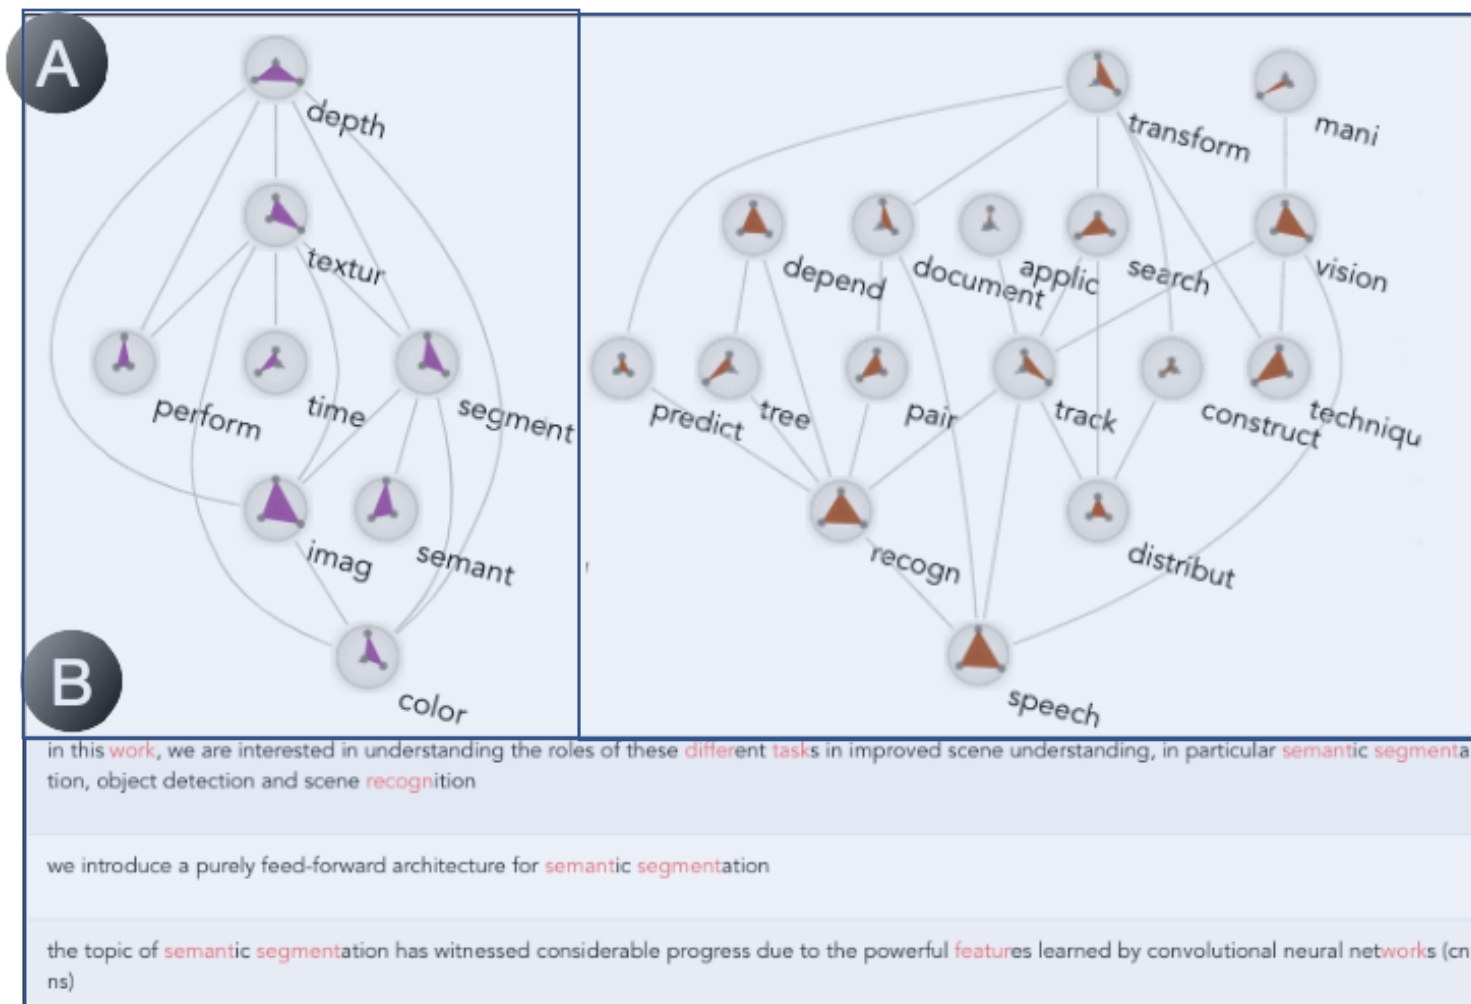 A
depth
transform
mani
textur
depend
document
applic
search
vision
perform
time
segment
predict
tree
pair
track
construct
techniqu
imag
semant
recogn
distribut
color
speech
B
in this work, we are interested in understanding the roles of these different tasks in improved scene understanding, in particular semantic segmenta
tion, object detection and scene recognition
we introduce a purely feed-forward architecture for semantic segmentation
the topic of semantic segmentation has witnessed considerable progress due to the powerful features learned by convolutional neural networks (cn
ns)